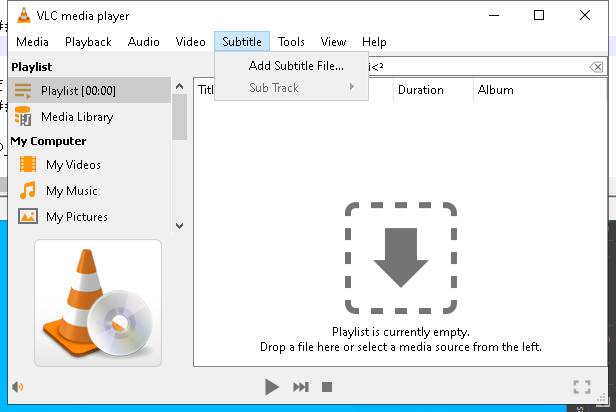 VLC media player
Media Playback Audio Video Subtitle Tools View Help
Playlist
Add Subtitle File...
i<²
Playlist [00:00]
Sub Track
Duration
Album
Media Library
My Computer
My Videos
My Music
My Pictures
Playlist is currently empty.
Drop a file here or select a media source from the left.